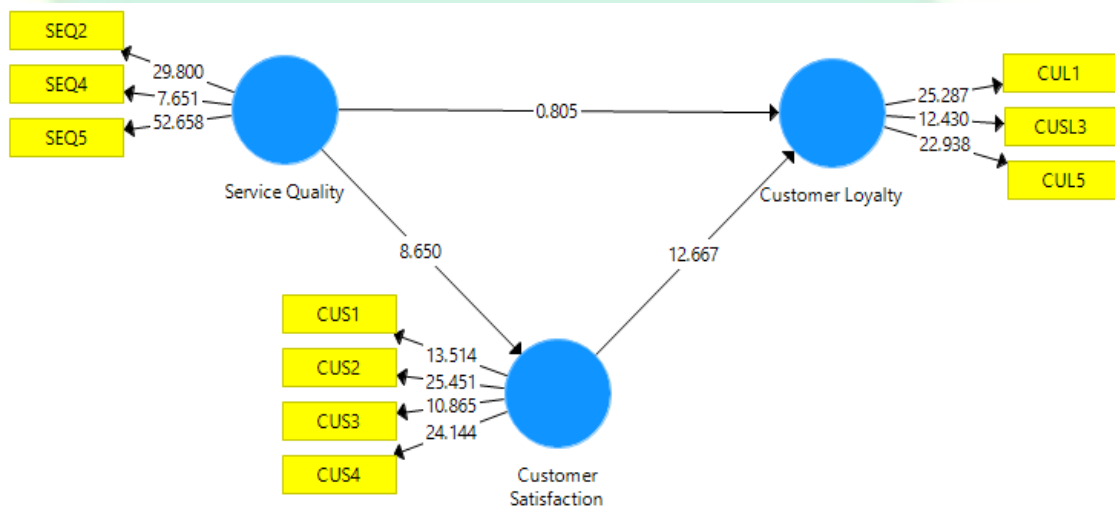 SEQ2
SEQ4
SEQ5
29.800
7.651
52.658
Service Quality
0.805
8.650
12.667
CUL1
CUSL3
CUL5
25.287
12.430
22.938
Customer Loyalty
CUS1
CUS2
CUS3
CUS4
13.514
25.451
10.865
24.144
Customer
Satisfaction